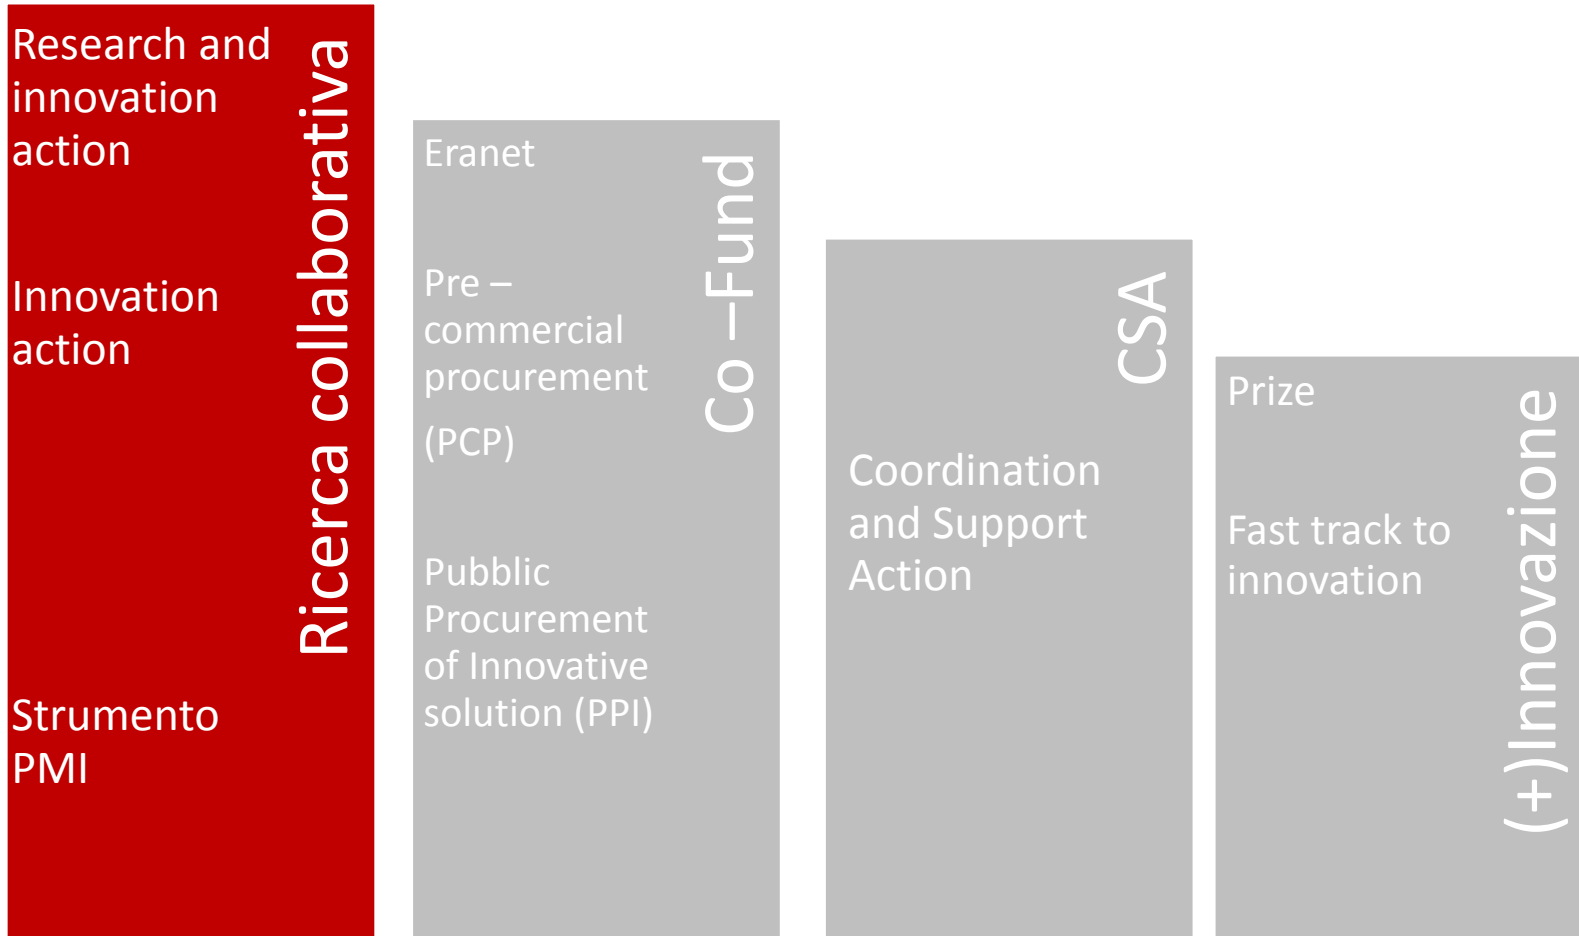 Research and
innovation
action
Innovation
action
Strumento
PMI
Ricerca collaborativa
Eranet
Pre –
commercial
procurement
(PCP)
Pubblic
Procurement
of Innovative
solution (PPI)
Co –Fund
Coordination
and Support
Action
CSA
Prize
Fast track to
innovation
(+)Innovazione